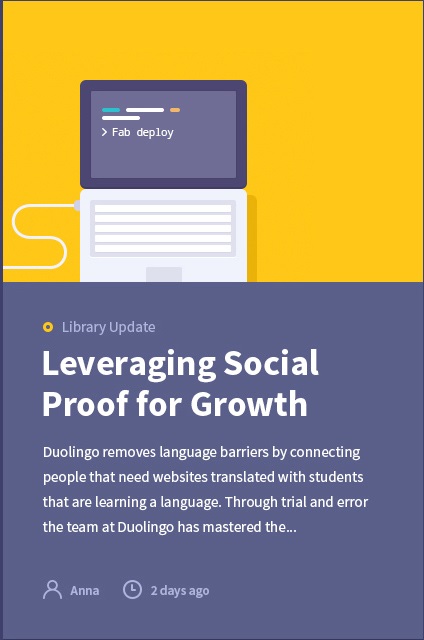 > Fab deploy
Library Update
Leveraging Social
Proof for Growth
Duolingo removes language barriers by connecting
people that need websites translated with students
that are learning a language. Through trial and error
the team at Duolingo has mastered the...
Anna 2 days ago